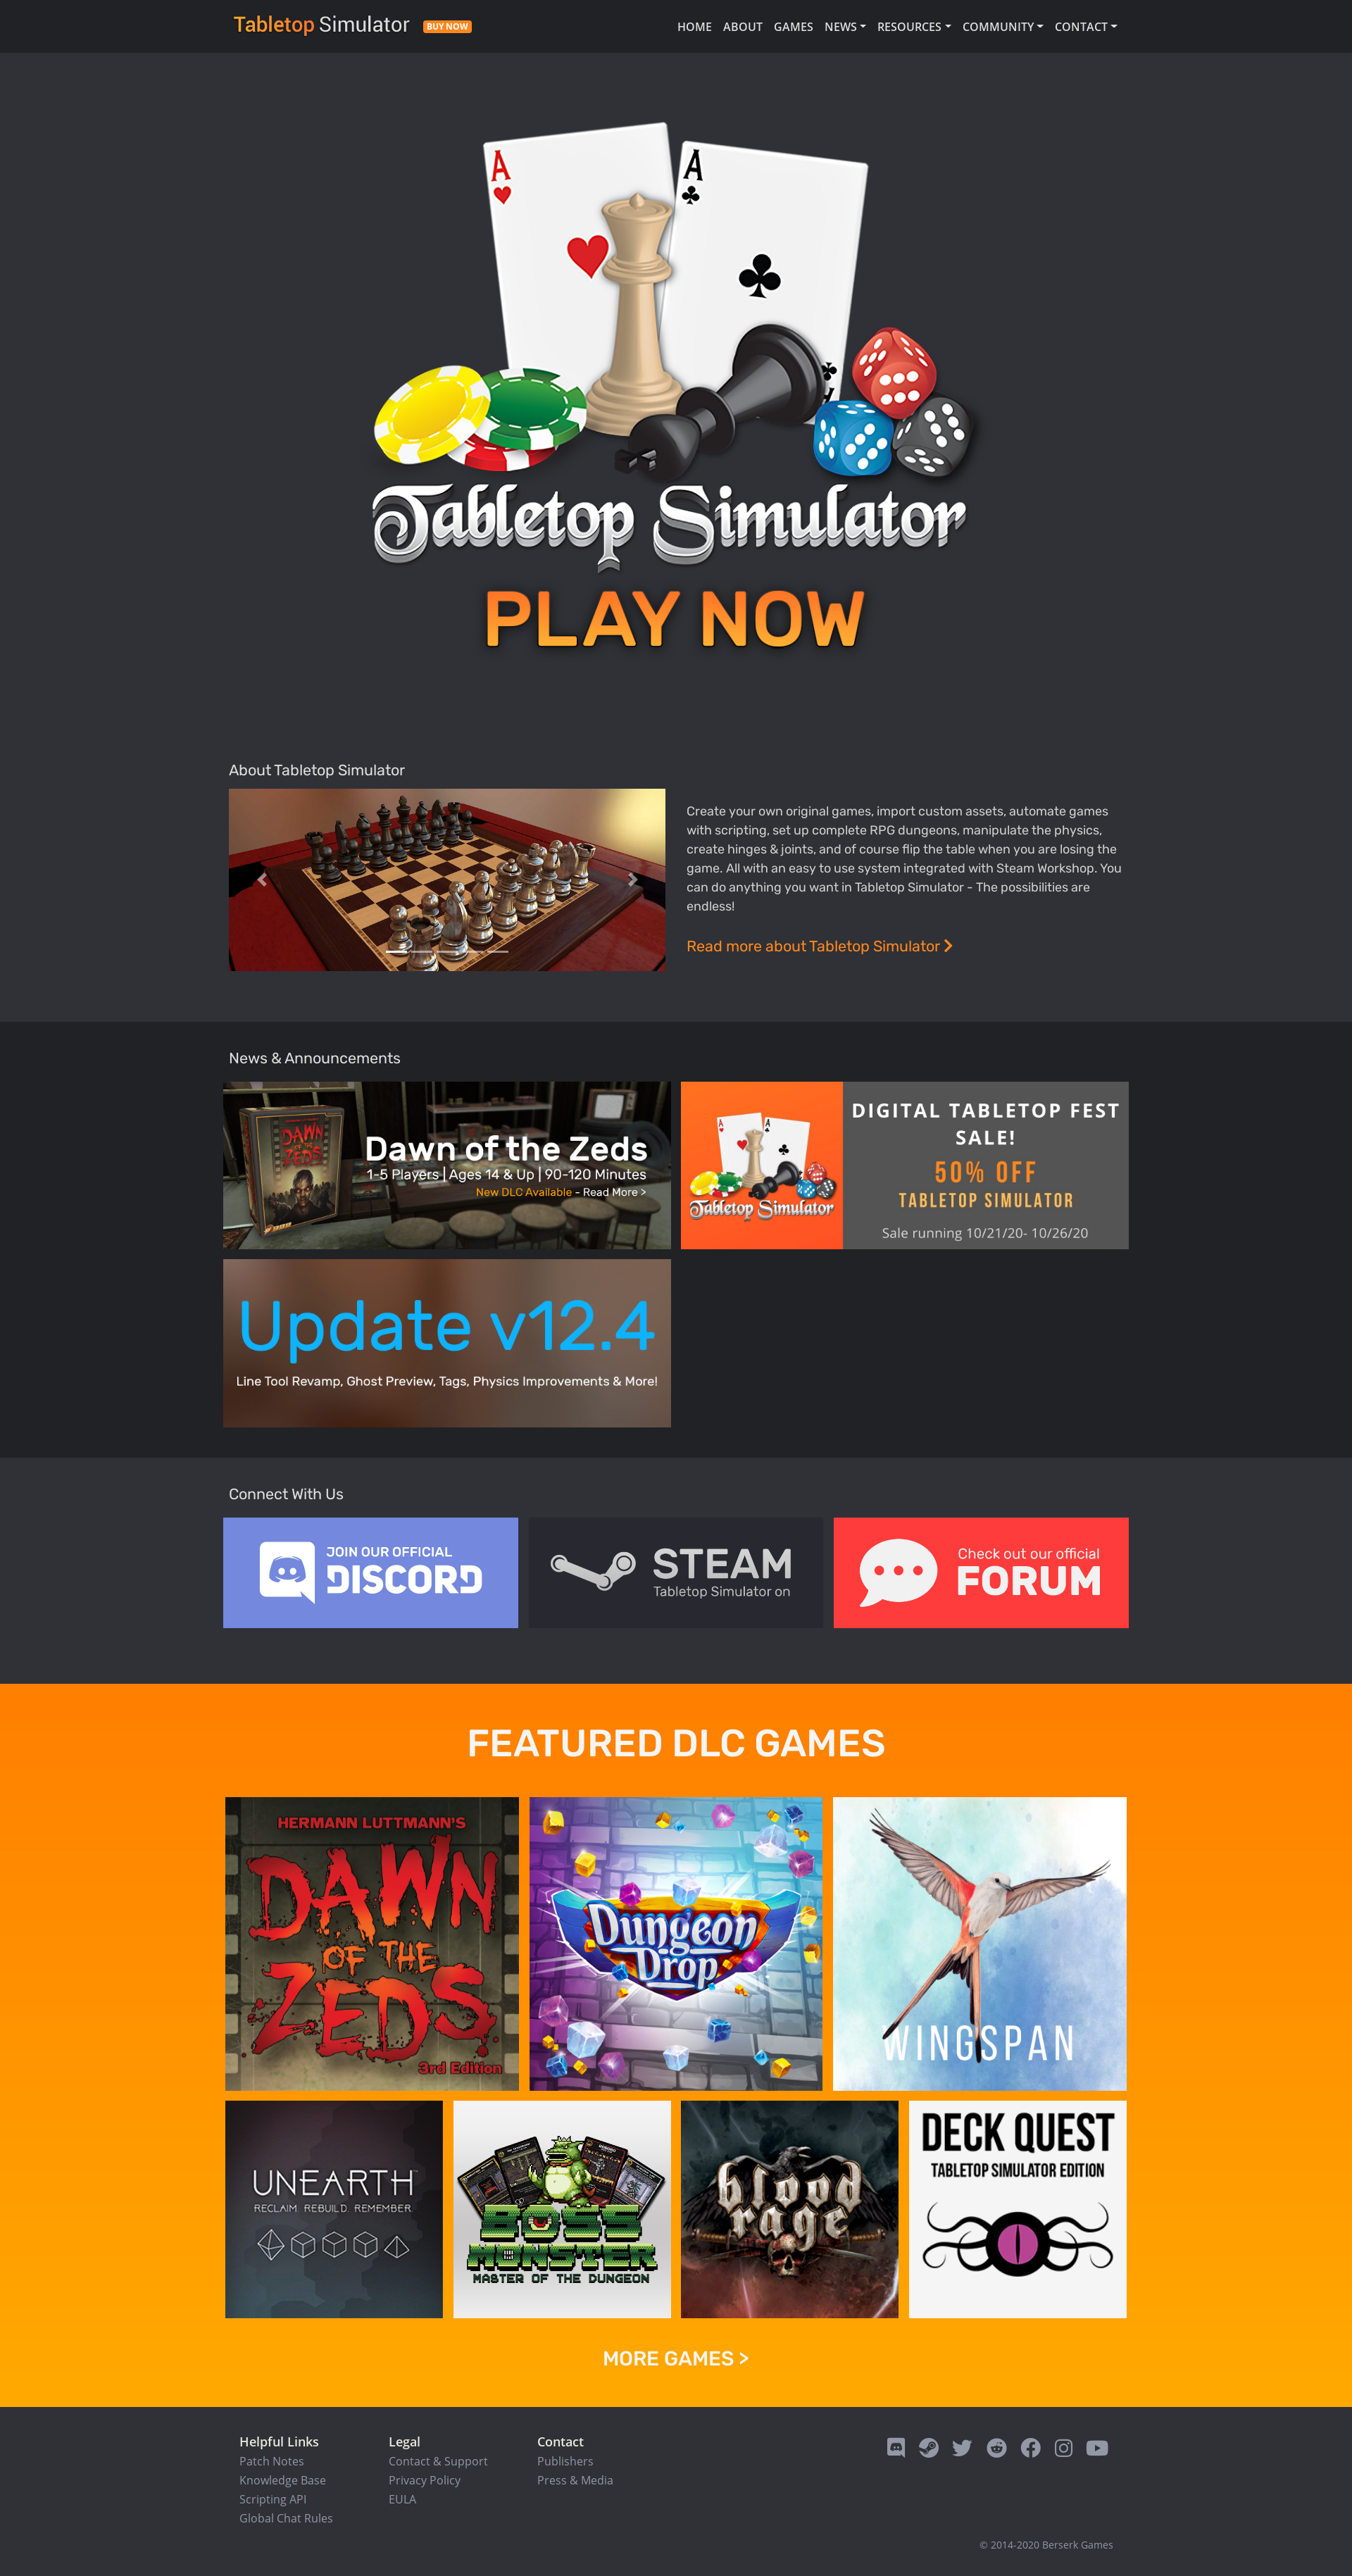 Tabletop Simulator BUY NOW
HOME ABOUT GAMES NEWS RESOURCES COMMUNITY CONTACT
A
A
A
Tabletop Simulator
PLAY NOW
About Tabletop Simulator
Create your own original games, import custom assets, automate games
with scripting, set up complete RPG dungeons, manipulate the physics,
create hinges & joints, and of course flip the table when you are losing the
game. All with an easy to use system integrated with Steam Workshop. You
can do anything you want in Tabletop Simulator - The possibilities are
endless!
Read more about Tabletop Simulator
News & Announcements
DAWN
OF THE
ZEDS
Dawn of the Zeds
1-5 Players | Ages 14 & Up | 90-120 Minutes
New DLC Available - Read More >
A
A
Tabletop Simulator
DIGITAL TABLETOP FEST
SALE!
50% OFF
TABLETOP SIMULATOR
Sale running 10/21/20- 10/26/20
Update v12.4
Line Tool Revamp, Ghost Preview, Tags, Physics Improvements & More!
Connect With Us
JOIN OUR OFFICIAL
DISCORD
STEAM
Tabletop Simulator on
Check out our official
FORUM
FEATURED DLC GAMES
HERMANN LUTTMANN'S
DAWN
OF THE
ZEDS
3rd Edition
Dungeon
Drop
WINGSPAN
UNEARTH
RECLAIM. REBUILD. REMEMBER.
BOSS
MONSTER
MASTER OF THE DUNGEON
blood
rage
DECK QUEST
TABLETOP SIMULATOR EDITION
MORE GAMES >
Helpful Links
Patch Notes
Knowledge Base
Scripting API
Global Chat Rules
Legal
Contact & Support
Privacy Policy
EULA
Contact
Publishers
Press & Media
© 2014-2020 Berserk Games